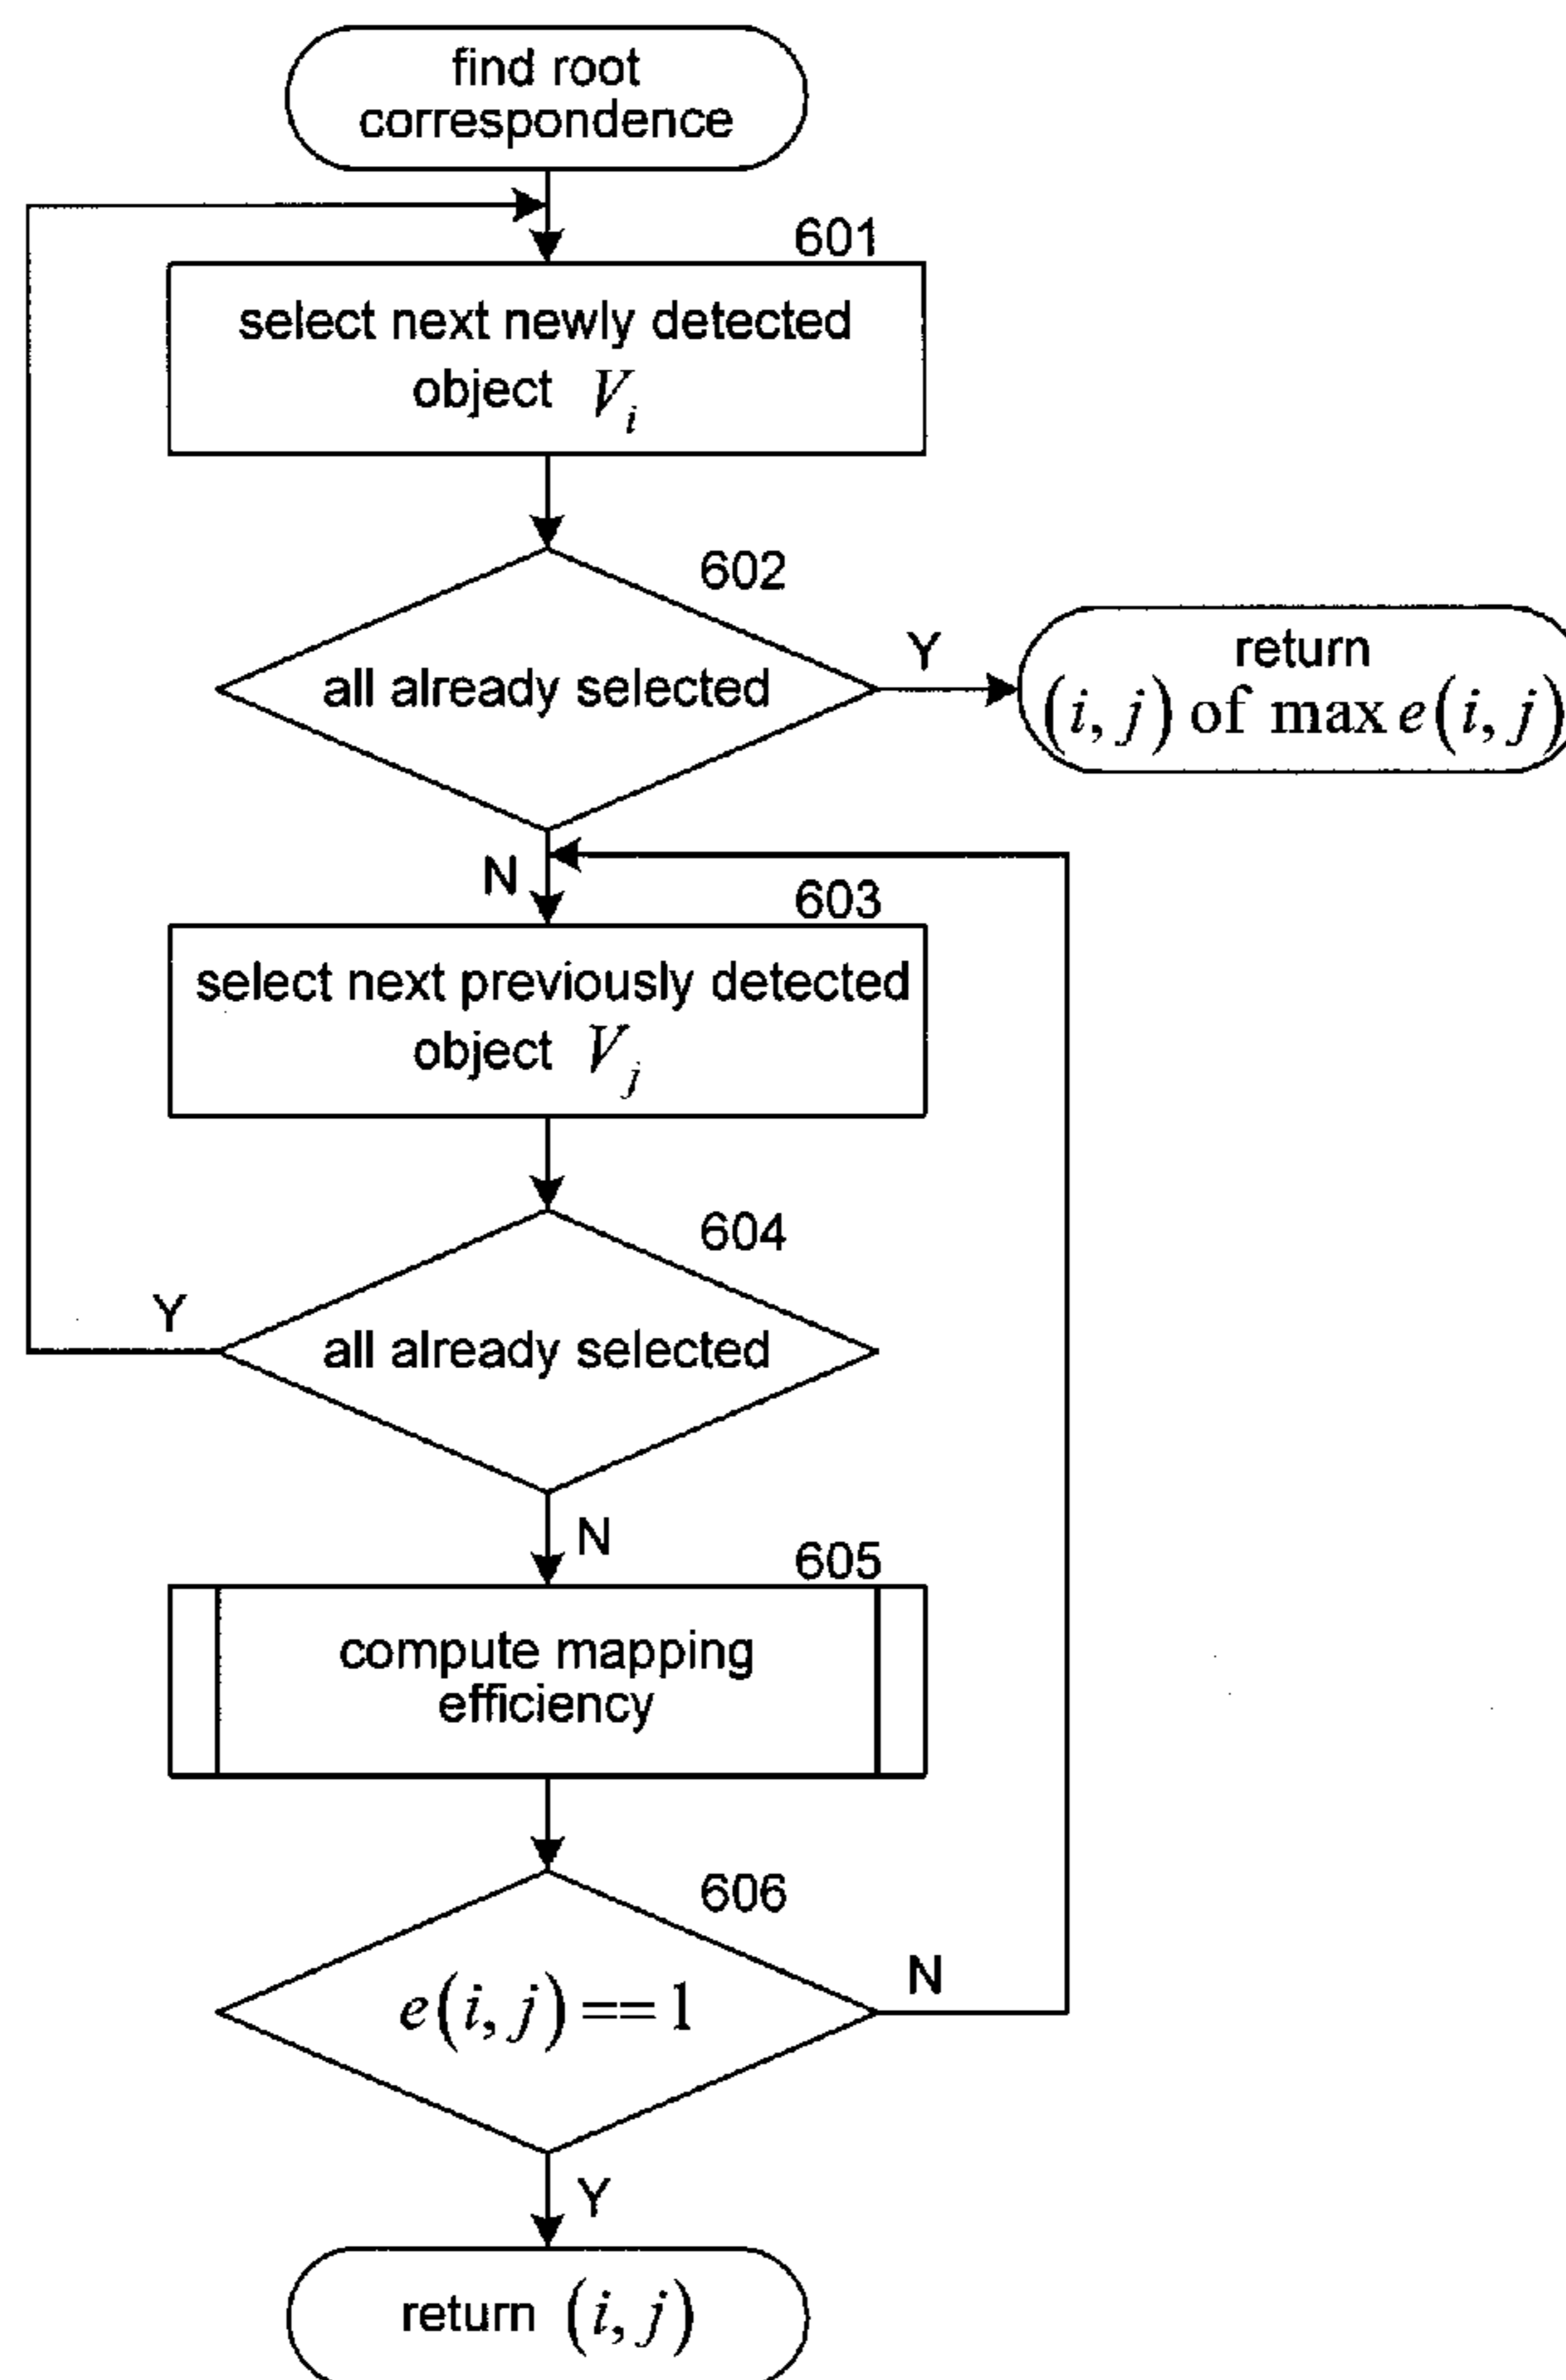 find root
correspondence
601
select next newly detected
object V_i
602
all already selected
Y
return
(i, j) of max e(i, j)
N
603
select next previously detected
object V_j
604
Y
all already selected
N
605
compute mapping
efficiency
606
e(i, j)==1
N
Y
return (i, j)